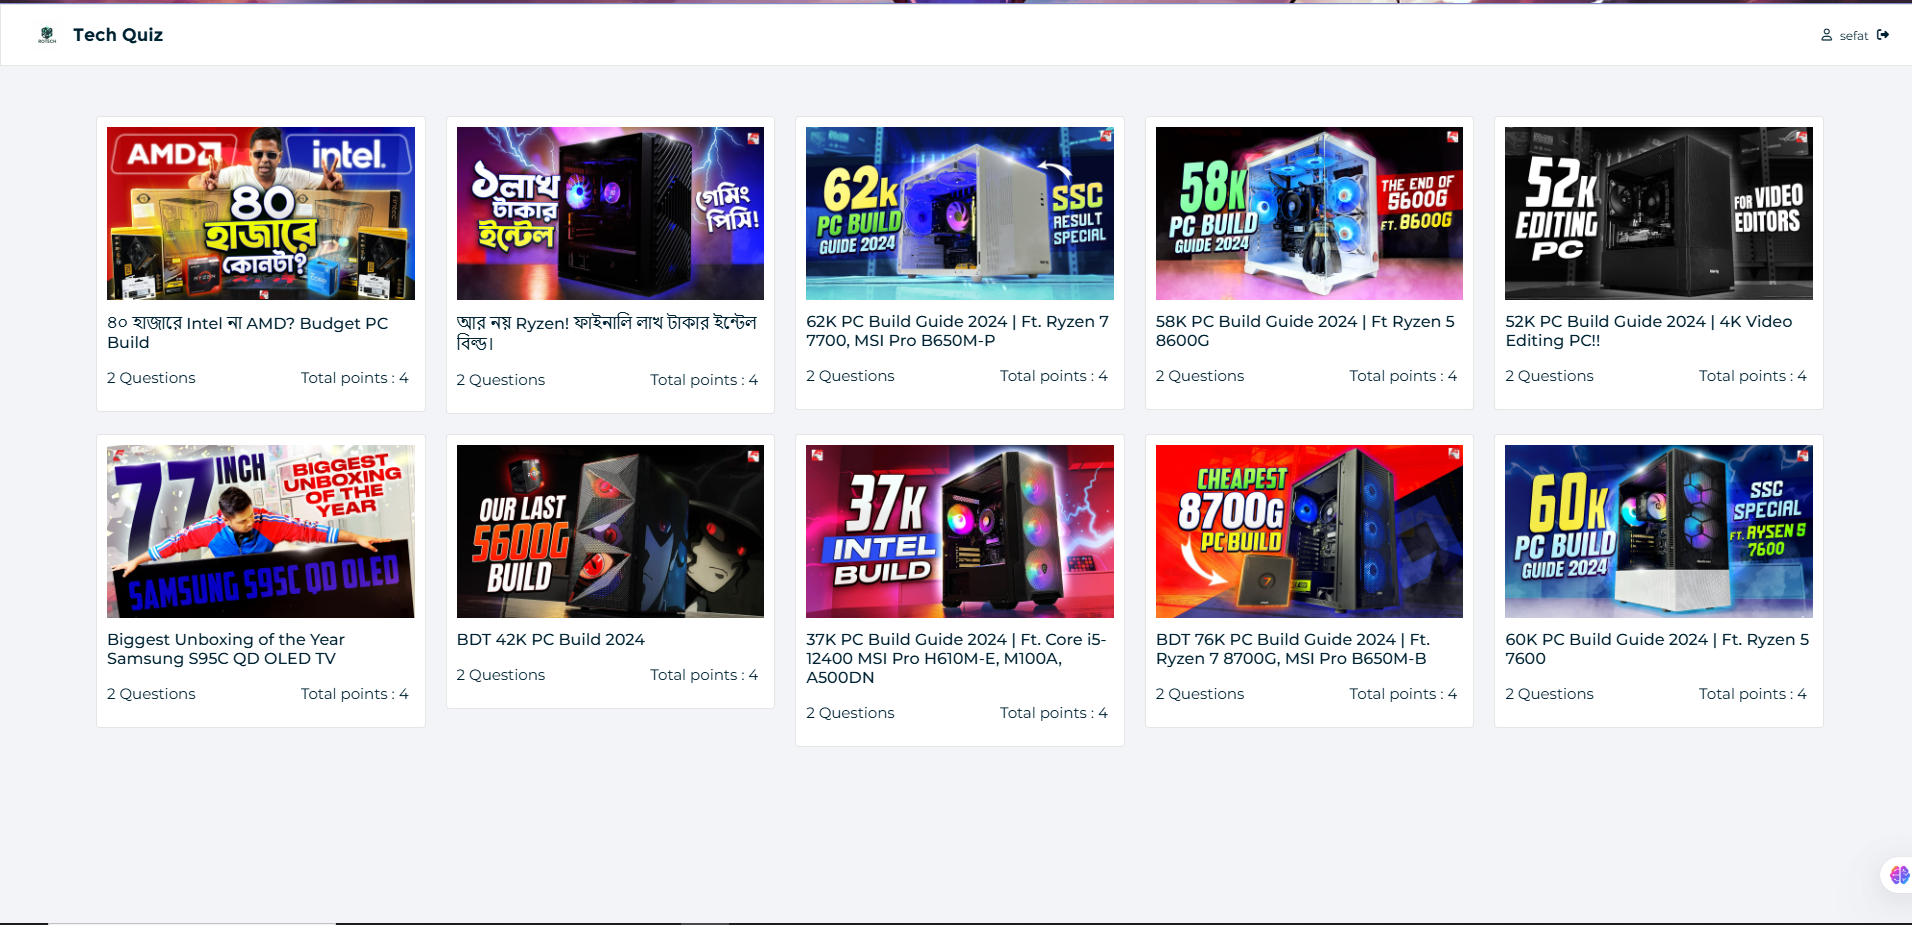 ROTECH
Tech Quiz
sefat
AMD intel.
৪০
হাজারে
কোনটা?
RYZEN
৪০ হাজারে Intel না AMD? Budget PC
Build
2 Questions Total points : 4
১লাখ
টাকার
ইন্টেল
গেমিং
পিসি!
আর নয় Ryzen! ফাইনালি লাখ টাকার ইন্টেল
বিল্ড।
2 Questions Total points : 4
62K
PC BUILD
GUIDE 2024
SSC
RESULT
SPECIAL
62K PC Build Guide 2024 | Ft. Ryzen 7
7700, MSI Pro B650M-P
2 Questions Total points : 4
58K
PC BUILD
GUIDE 2024
THE END OF
5600G
FT. 8600G
58K PC Build Guide 2024 | Ft Ryzen 5
8600G
2 Questions Total points : 4
52K
EDITING
PC
FOR VIDEO
EDITORS
52K PC Build Guide 2024 | 4K Video
Editing PC!!
2 Questions Total points : 4
77 INCH
BIGGEST
UNBOXING
OF THE
YEAR
SAMSUNG S95C QD OLED
Biggest Unboxing of the Year
Samsung S95C QD OLED TV
2 Questions Total points : 4
OUR LAST
5600G
BUILD
BDT 42K PC Build 2024
2 Questions Total points : 4
37K
INTEL
BUILD
37K PC Build Guide 2024 | Ft. Core i5-
12400 MSI Pro H610M-E, M100A,
A500DN
2 Questions Total points : 4
CHEAPEST
8700G
PC BUILD
7
BDT 76K PC Build Guide 2024 | Ft.
Ryzen 7 8700G, MSI Pro B650M-B
2 Questions Total points : 4
60K
PC BUILD
GUIDE 2024
SSC
SPECIAL
FT. RYZEN 5
7600
60K PC Build Guide 2024 | Ft. Ryzen 5
7600
2 Questions Total points : 4